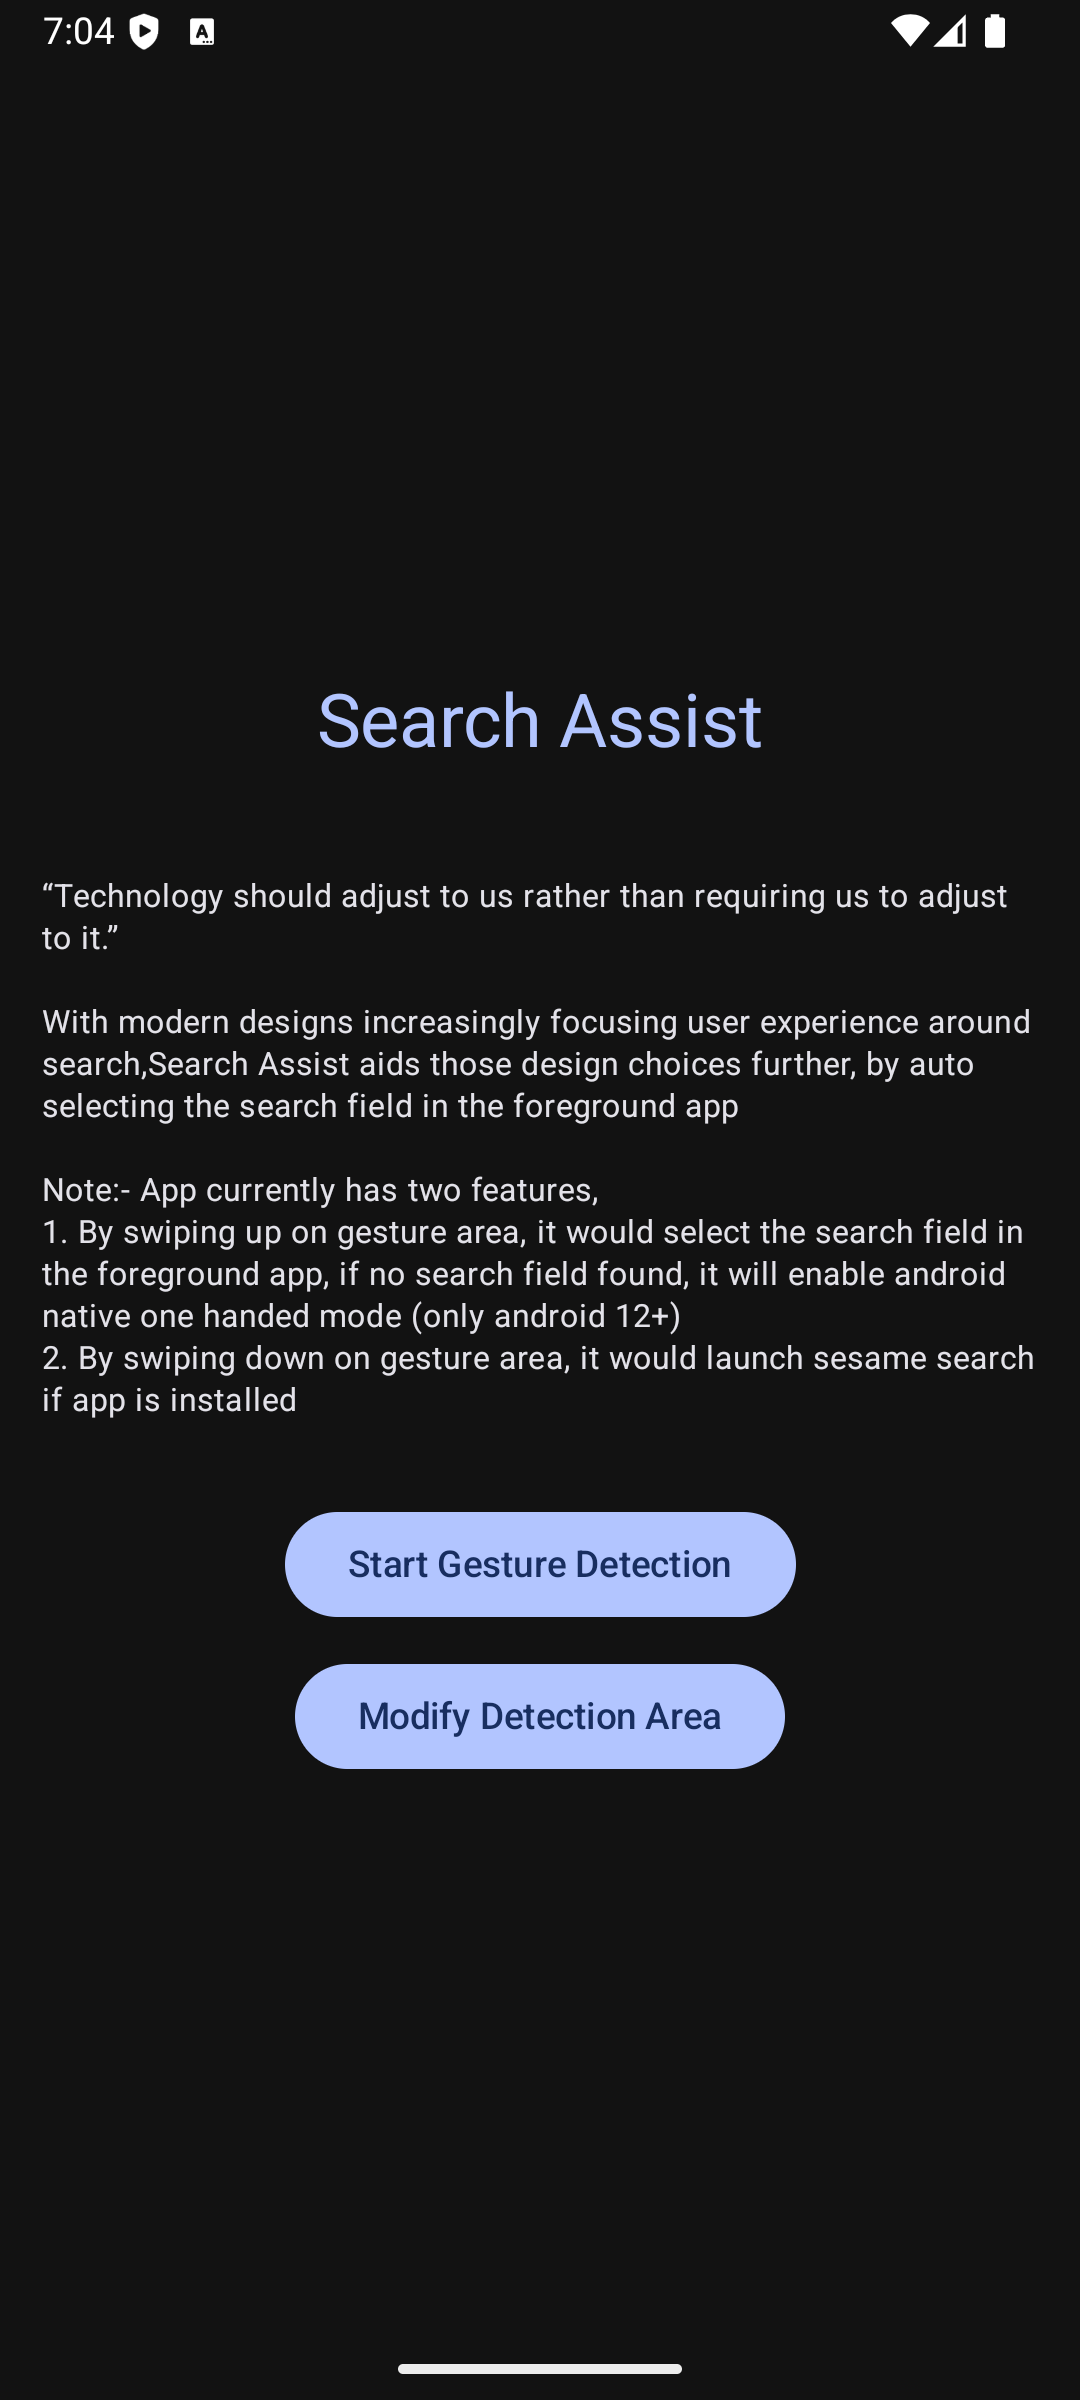 7:04
Search Assist
“Technology should adjust to us rather than requiring us to adjust
to it.”
With modern designs increasingly focusing user experience around
search,Search Assist aids those design choices further, by auto
selecting the search field in the foreground app
Note:- App currently has two features,
1. By swiping up on gesture area, it would select the search field in
the foreground app, if no search field found, it will enable android
native one handed mode (only android 12+)
2. By swiping down on gesture area, it would launch sesame search
if app is installed
Start Gesture Detection
Modify Detection Area